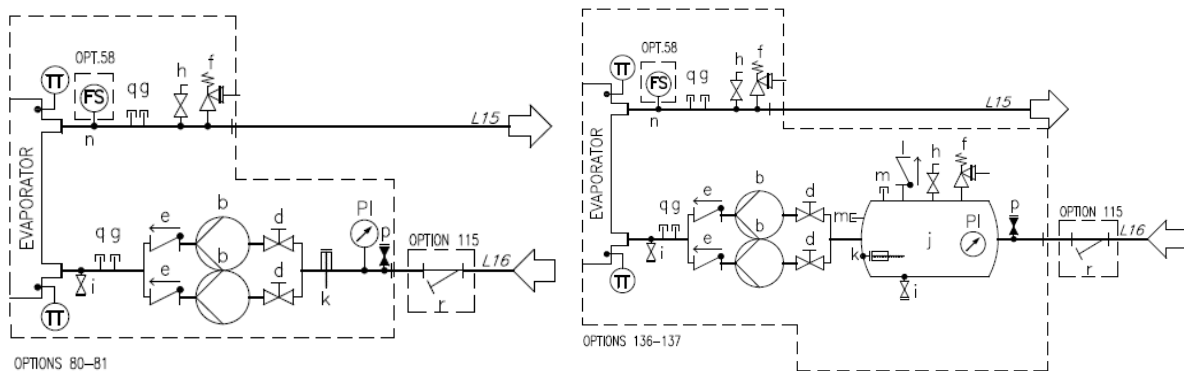 OPT.58
TT
FS
q g
h
f
n
L15
EVAPORATOR
b
e
d
PI
p
OPTION 115
q g
b
i
e
d
k
r
L16
TT
OPTIONS 80–81
OPT.58
TT
FS
q g
h
f
n
L15
EVAPORATOR
m
h
f
b
e
d
m
PI
p
OPTION 115
q g
b
j
i
e
d
k
i
r
L16
TT
OPTIONS 136–137